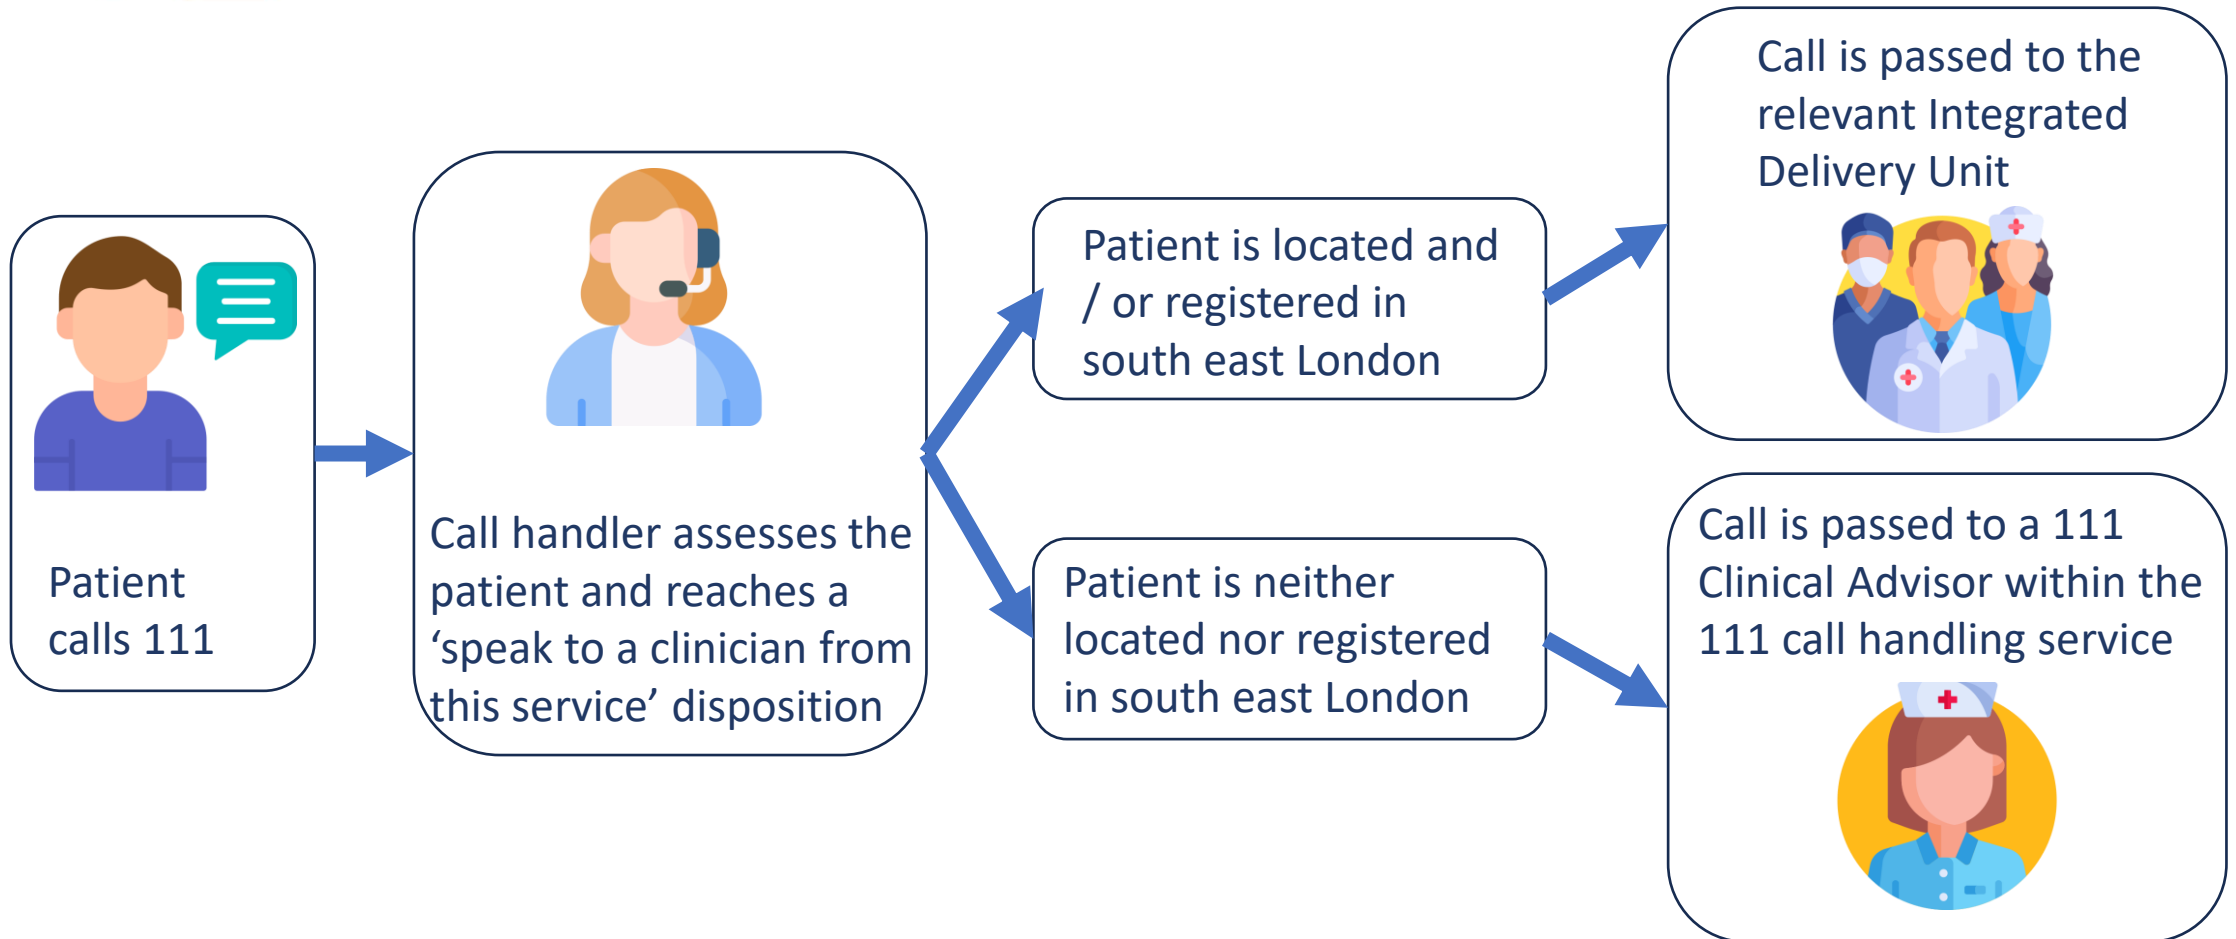 Patient
calls 111
Call handler assesses the
patient and reaches a
‘speak to a clinician from
this service’ disposition
Patient is located and
/ or registered in
south east London
Call is passed to the
relevant Integrated
Delivery Unit
Patient is neither
located nor registered
in south east London
Call is passed to a 111
Clinical Advisor within the
111 call handling service